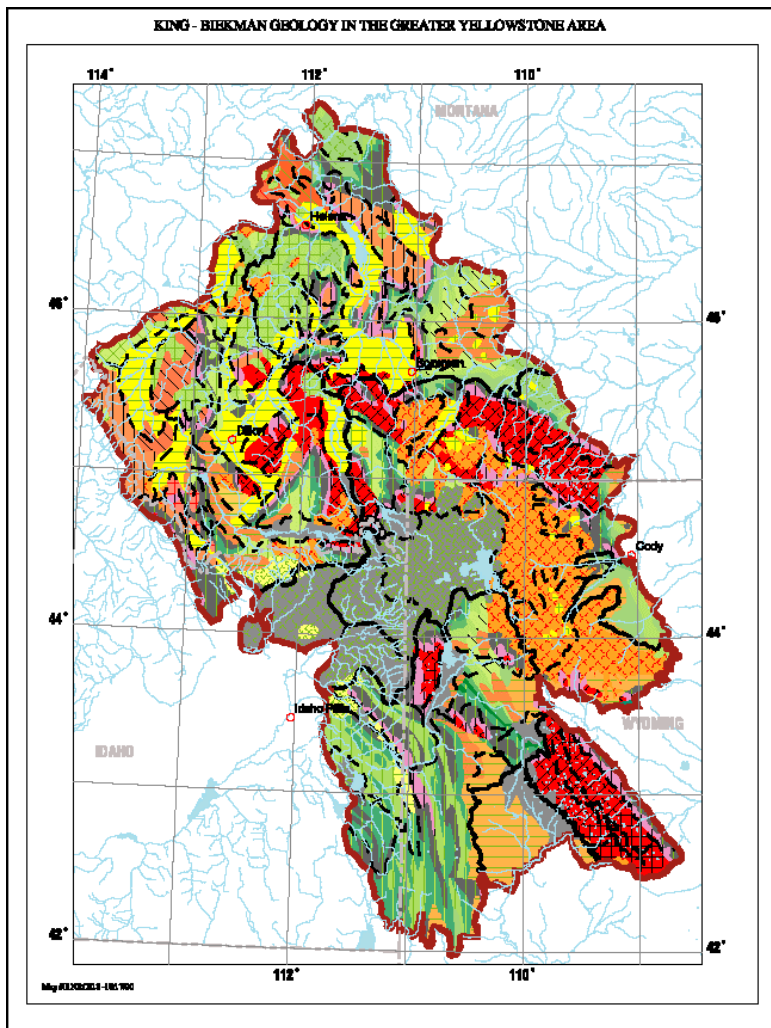 KING - BIEKMAN GEOLOGY IN THE GREATER YELLOWSTONE AREA
114° 112° 110°
MONTANA
Helena
46° 46°
Bozeman
Dillon
Cody
44° 44°
Idaho Falls
WYOMING
IDAHO
42° 42°
112° 110°